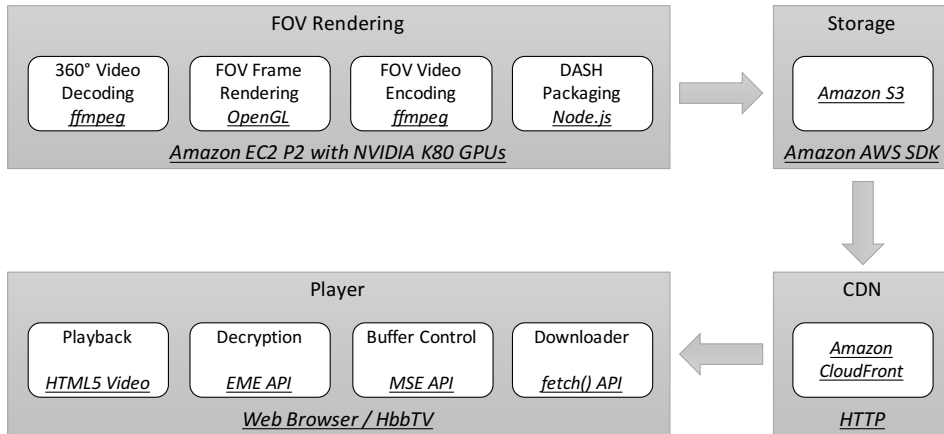 FOV Rendering
360° Video
Decoding
ffmpeg
FOV Frame
Rendering
OpenGL
FOV Video
Encoding
ffmpeg
DASH
Packaging
Node.js
Amazon EC2 P2 with NVIDIA K80 GPUs
Storage
Amazon S3
Amazon AWS SDK
Player
Playback
HTML5 Video
Decryption
EME API
Buffer Control
MSE API
Downloader
fetch() API
Web Browser / HbbTV
CDN
Amazon
CloudFront
HTTP